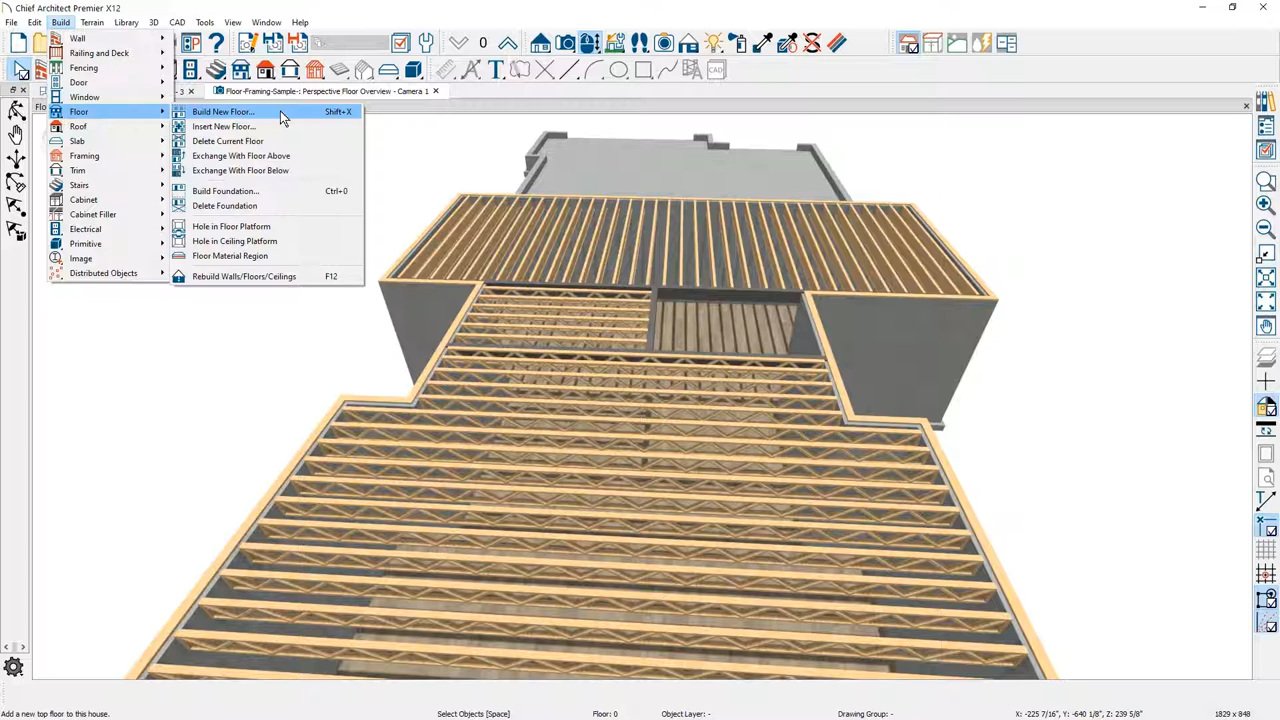 Chief Architect Premier X12
File Edit Build Terrain Library 3D CAD Tools View Window Help
0
- 3 Floor-Framing-Sample-: Perspective Floor Overview - Camera 1
Wall
Railing and Deck
Fencing
Door
Window
Floor
Roof
Slab
Framing
Trim
Stairs
Cabinet
Cabinet Filler
Electrical
Primitive
Image
Distributed Objects
Build New Floor... Shift+X
Insert New Floor...
Delete Current Floor
Exchange With Floor Above
Exchange With Floor Below
Build Foundation... Ctrl+0
Delete Foundation
Hole in Floor Platform
Hole in Ceiling Platform
Floor Material Region
Rebuild Walls/Floors/Ceilings F12
Add a new top floor to this house. Select Objects [Space] Floor: 0 Object Layer: - Drawing Group: - X: -225 7/16", Y: -640 1/8", Z: 239 5/8" 1829 x 848